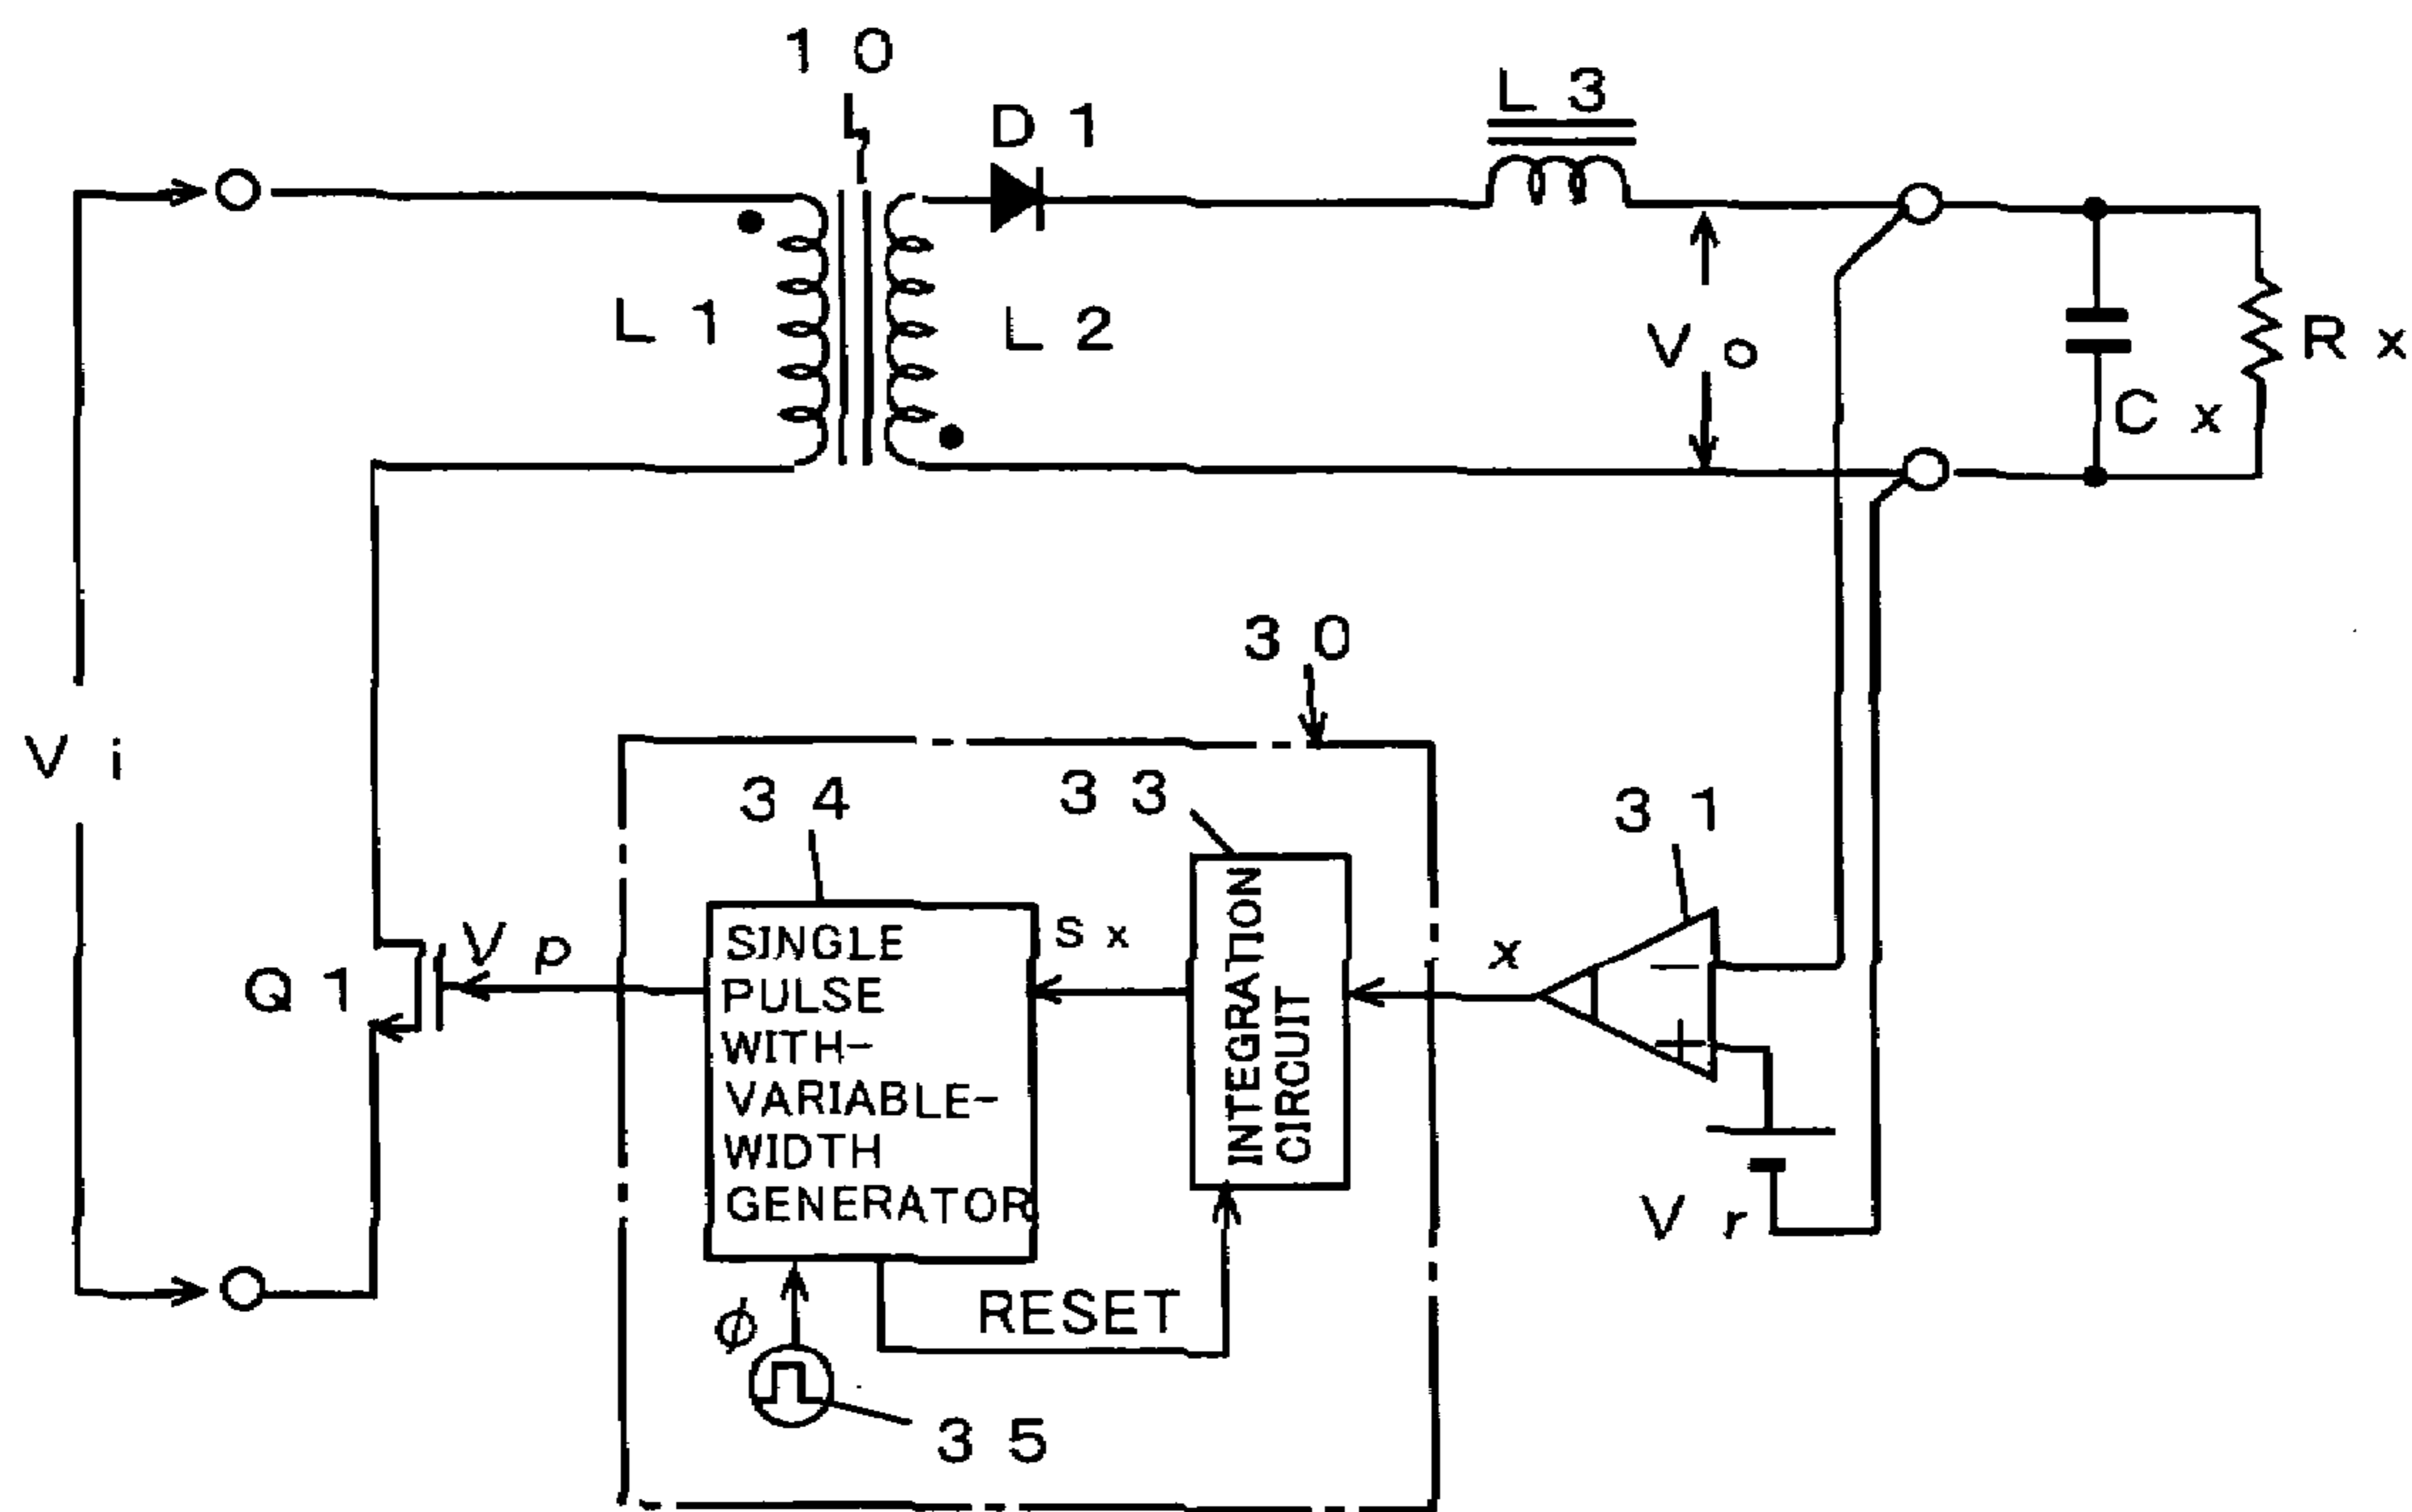 10
D1
L3
L1
L2
Vo
Rx
Cx
Vi
30
34
33
31
Q1
Vp
SINGLE
PULSE
WITH-
VARIABLE-
WIDTH
GENERATOR
Sx
INTEGRATION
CIRCUIT
x
−
+
Vr
RESET
ϕ
35